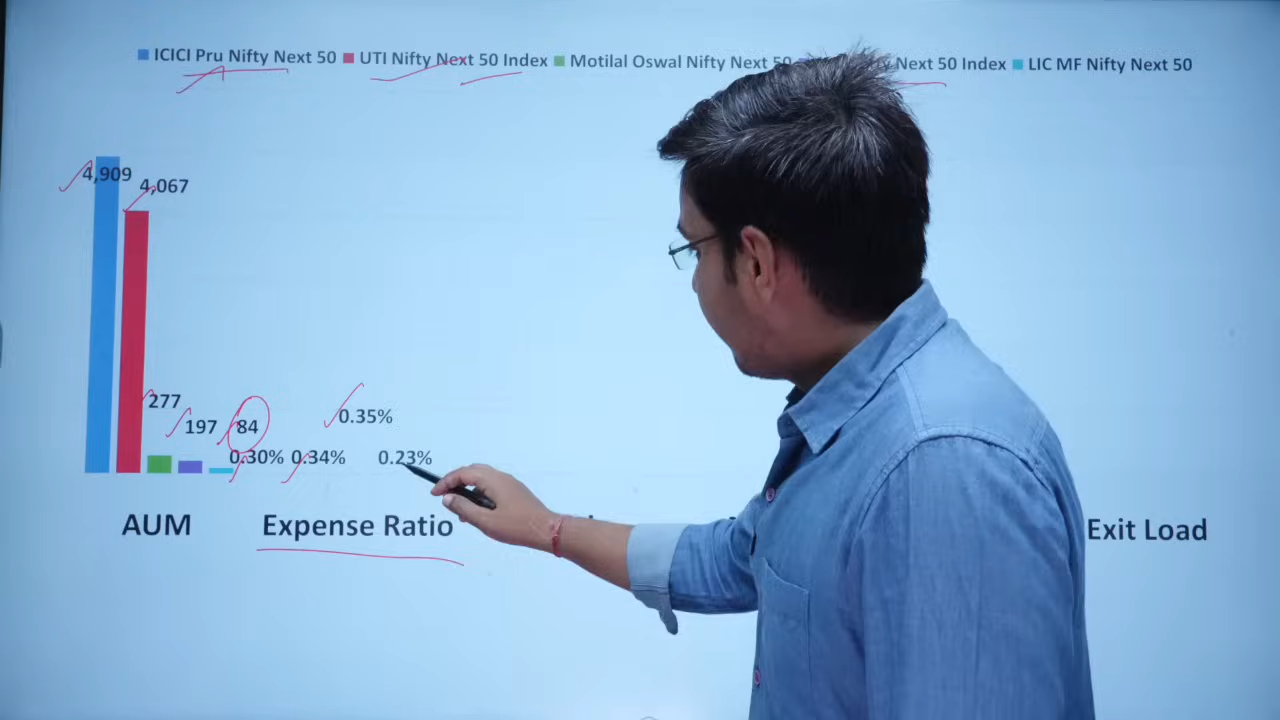 ICICI Pru Nifty Next 50 UTI Nifty Next 50 Index Motilal Oswal Nifty Next 50 Next 50 Index LIC MF Nifty Next 50
4,909
4,067
277
197 84
0.35%
0.30% 0.34% 0.23%
AUM Expense Ratio Exit Load